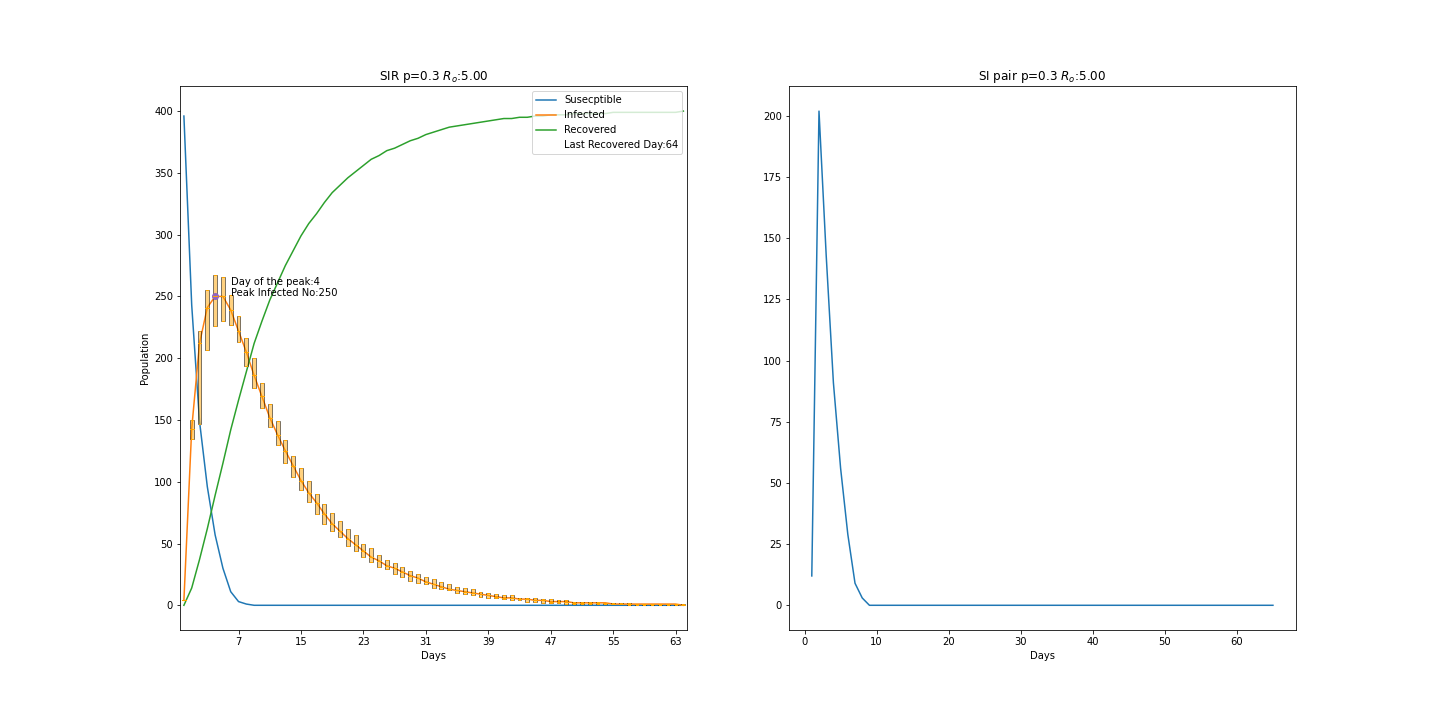 SIR p=0.3 Rₒ:5.00
400
350
300
250
200
150
100
50
0
Population
Susecptible
Infected
Recovered
Last Recovered Day:64
Day of the peak:4
Peak Infected No:250
7 15 23 31 39 47 55 63
Days
SI pair p=0.3 Rₒ:5.00
200
175
150
125
100
75
50
25
0
0 10 20 30 40 50 60
Days